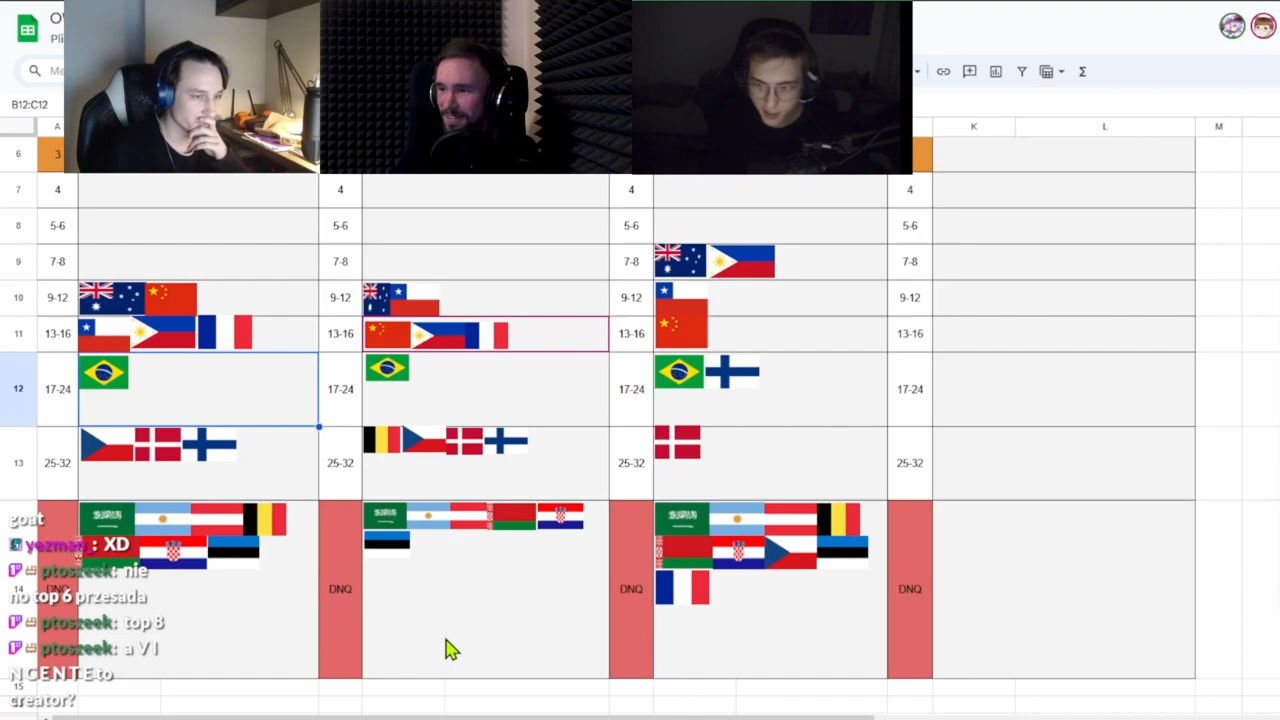 O
Pli
Me
B12:C12
A
K
L
M
6 3
7 4 4 4 4
8 5-6 5-6 5-6 5-6
9 7-8 7-8 7-8
10 9-12 9-12 9-12 9-12
11 13-16 13-16 13-16 13-16
12 17-24 17-24 17-24 17-24
13 25-32 25-32 25-32 25-32
DNQ DNQ DNQ
goat
yezman_: XD
ptoszeek: nie
no top 6 przesada
ptoszeek: top 8
ptoszeek: a V I
N C E N T E to
creator?
15